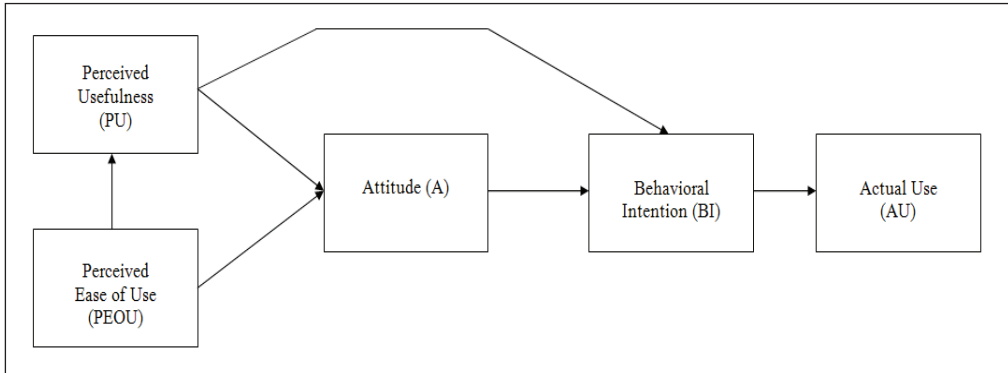 Perceived
Usefulness
(PU)
Attitude (A)
Behavioral
Intention (BI)
Actual Use
(AU)
Perceived
Ease of Use
(PEOU)